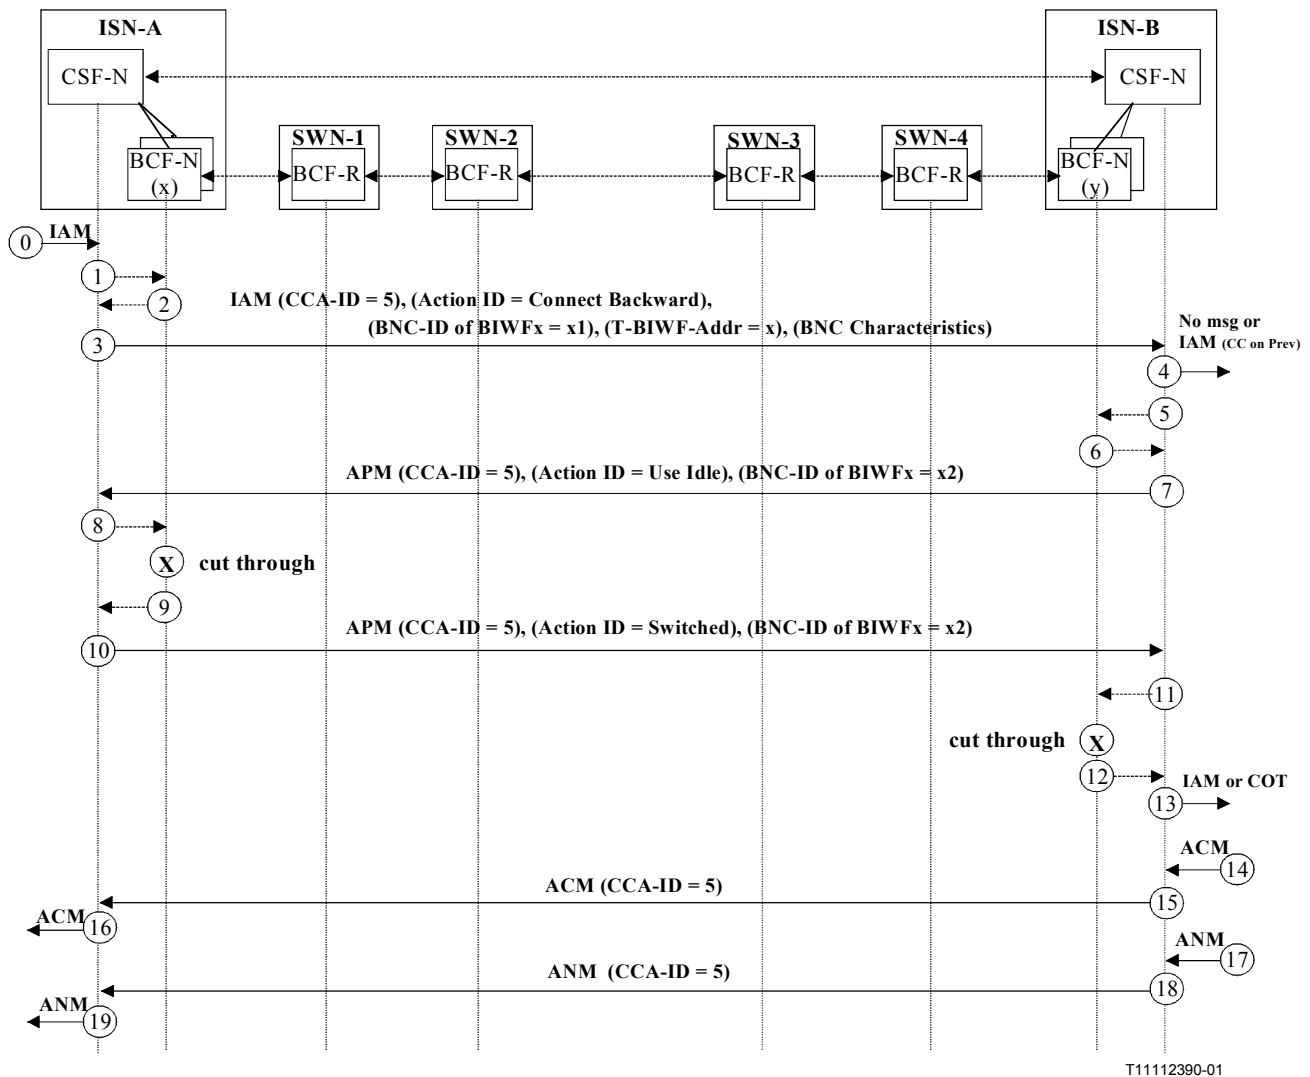 ISN-A
ISN-B
CSF-N
CSF-N
SWN-1
SWN-2
SWN-3
SWN-4
BCF-N
(x)
BCF-R
BCF-R
BCF-R
BCF-R
BCF-N
(y)
0
IAM
1
2
IAM (CCA-ID = 5), (Action ID = Connect Backward),
(BNC-ID of BIWFx = x1), (T-BIWF-Addr = x), (BNC Characteristics)
3
No msg or
IAM (CC on Prev)
4
5
6
APM (CCA-ID = 5), (Action ID = Use Idle), (BNC-ID of BIWFx = x2)
7
8
X cut through
9
APM (CCA-ID = 5), (Action ID = Switched), (BNC-ID of BIWFx = x2)
10
11
cut through X
12
IAM or COT
13
ACM
14
ACM (CCA-ID = 5)
15
ACM
16
ANM
17
ANM (CCA-ID = 5)
18
ANM
19
T11112390-01